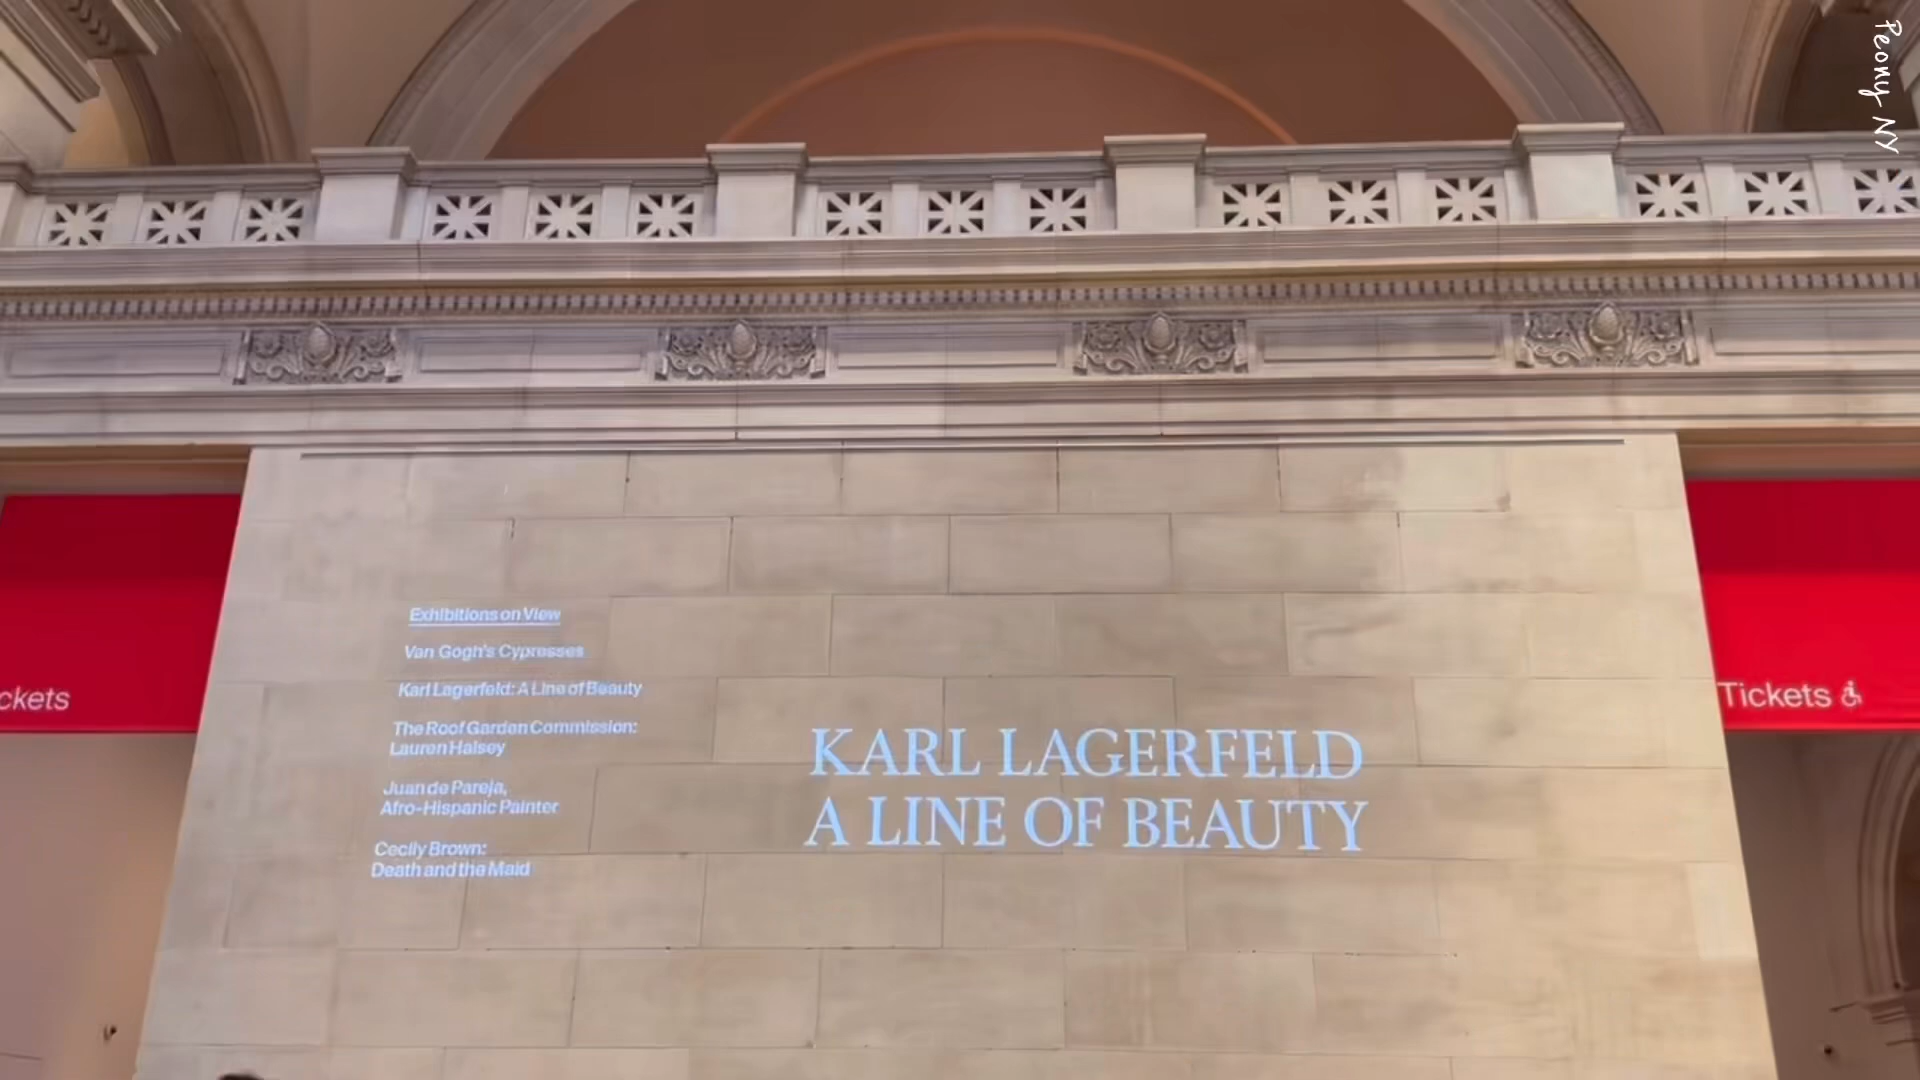 Peony NY
Exhibitions on View
Van Gogh's Cypresses
Karl Lagerfeld: A Line of Beauty
The Roof Garden Commission:
Lauren Halsey
Juan de Pareja,
Afro-Hispanic Painter
Cecily Brown:
Death and the Maid
KARL LAGERFELD
A LINE OF BEAUTY
ckets
Tickets